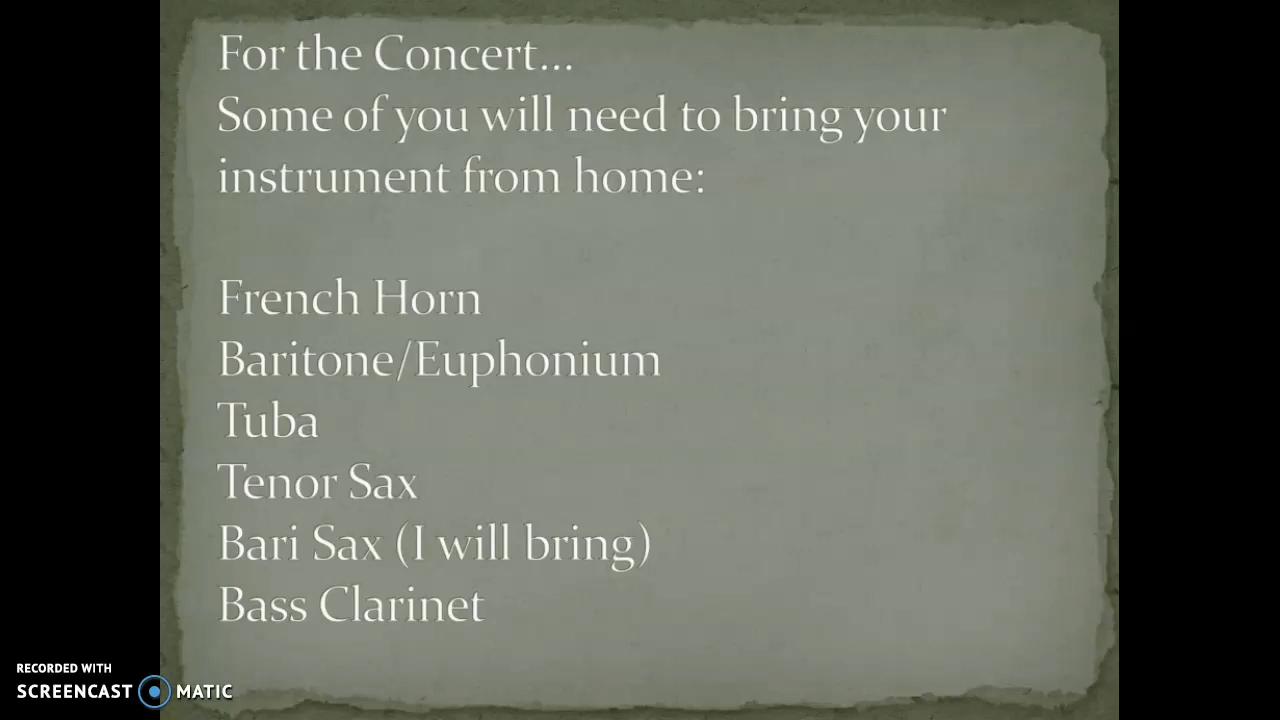 For the Concert...
Some of you will need to bring your
instrument from home:
French Horn
Baritone/Euphonium
Tuba
Tenor Sax
Bari Sax (I will bring)
Bass Clarinet
RECORDED WITH
SCREENCAST MATIC